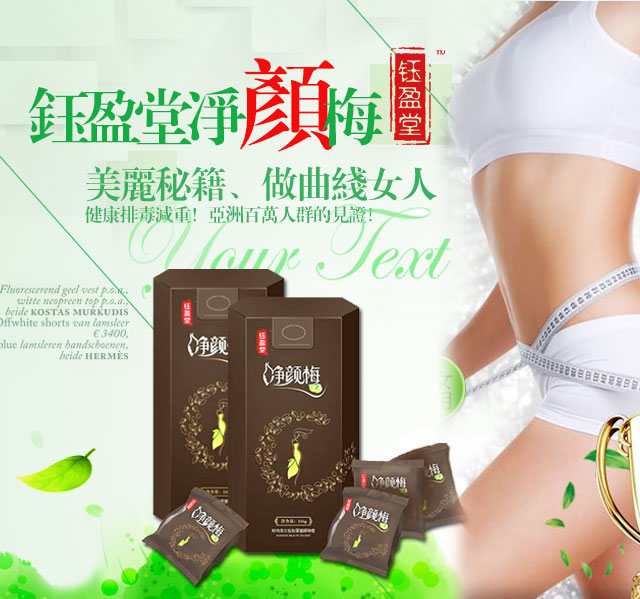 鈺盈堂淨顏梅
钰盈堂
TM
美麗秘籍、做曲綫女人
健康排毒減重！亞洲百萬人群的見證！
Your Text
Fluorescerend geel vest p.o.a.,
witte neopreen top p.o.a.,
beide KOSTAS MURKUDIS
Offwhite shorts van lamsleer
€ 3400,
blue lamsleren handschoenen,
beide HERMÈS
钰盈堂
净颜梅
钰盈堂
净颜梅
净颜梅
净颜梅